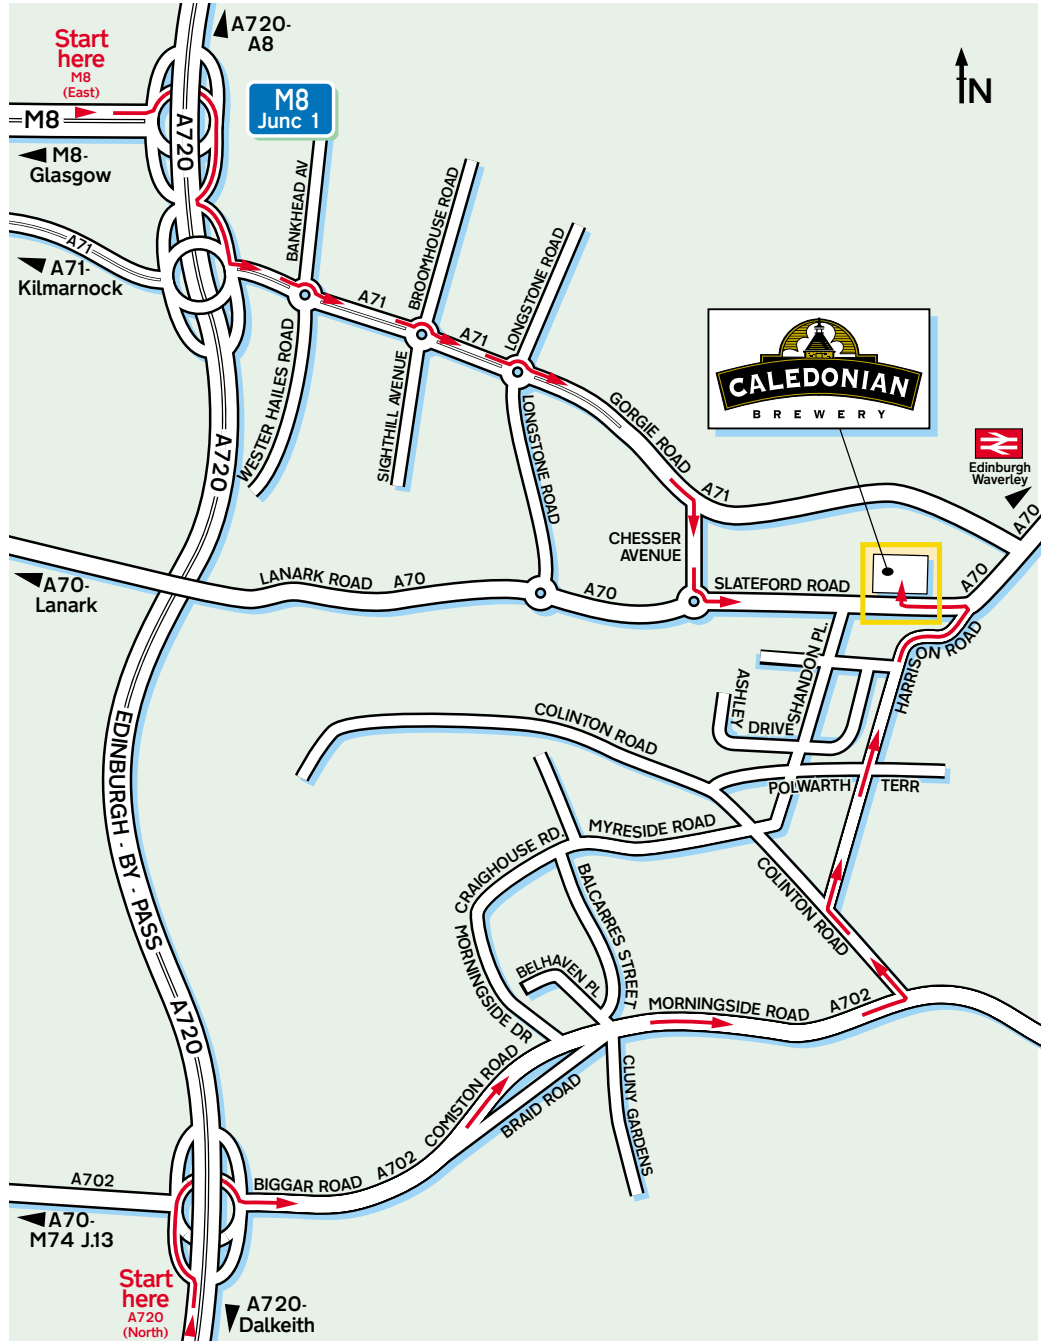 A720-
A8
Start
here
M8
(East)
N
M8
Junc 1
M8
A720
M8-
Glasgow
BANKHEAD AV
BROOMHOUSE ROAD
LONGSTONE ROAD
A71
A71-
Kilmarnock
A71
A71
WESTER HAILES ROAD
SIGHTHILL AVENUE
LONGSTONE ROAD
GORGIE ROAD
A71
CALEDONIAN
BREWERY
Edinburgh
Waverley
A70
A720
CHESSER
AVENUE
A70-
Lanark
LANARK ROAD
A70
A70
SLATEFORD ROAD
A70
HARRISON ROAD
SHANDON PL.
ASHLEY
DRIVE
COLINTON ROAD
POLWARTH
TERR
EDINBURGH - BY - PASS
MYRESIDE ROAD
CRAIGHOUSE RD.
BALCARRES STREET
COLINTON ROAD
MORNINGSIDE DR
BELHAVEN PL
MORNINGSIDE ROAD
A702
A720
COMISTON ROAD
BRAID ROAD
CLUNY GARDENS
A702
BIGGAR ROAD
A702
A70-
M74 J.13
Start
here
A720
(North)
A720-
Dalkeith